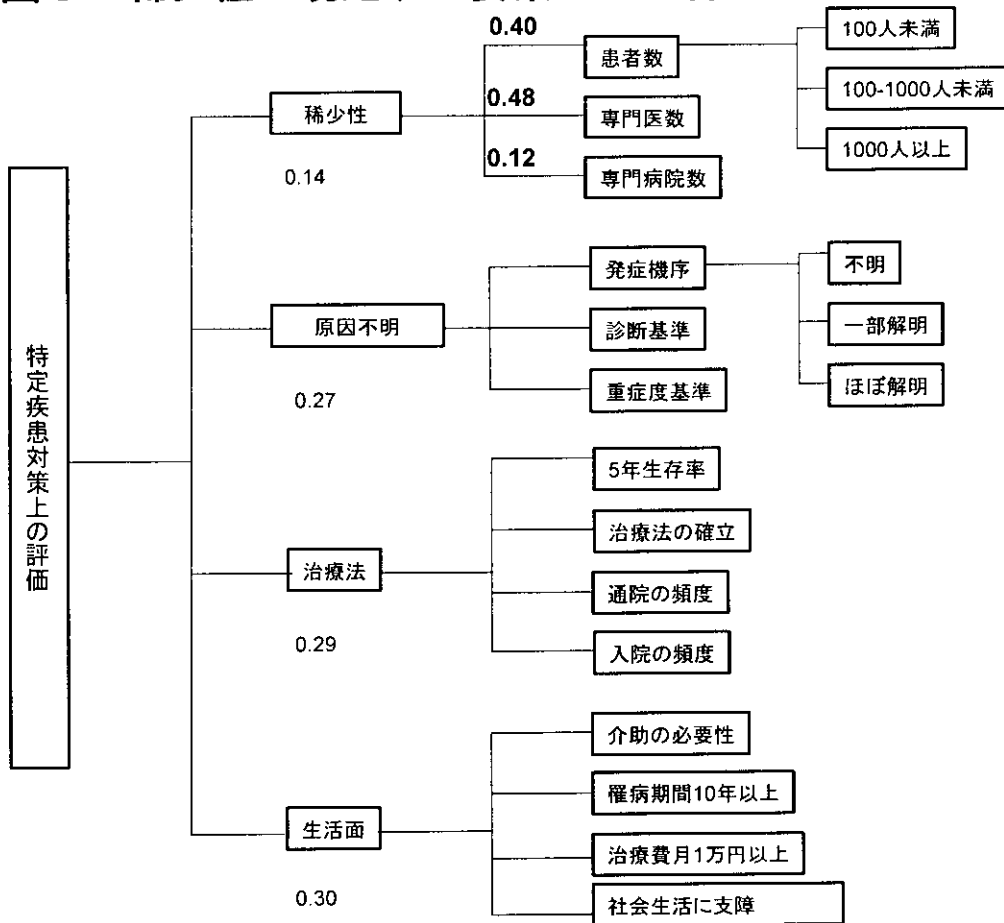 特定疾患対策上の評価
稀少性
0.14
0.40
患者数
100人未満
100-1000人未満
1000人以上
0.48
専門医数
0.12
専門病院数
原因不明
0.27
発症機序
不明
一部解明
ほぼ解明
診断基準
重症度基準
治療法
0.29
5年生存率
治療法の確立
通院の頻度
入院の頻度
生活面
0.30
介助の必要性
罹病期間10年以上
治療費月1万円以上
社会生活に支障